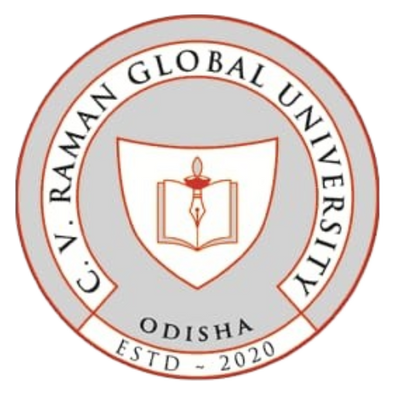 C. V. RAMAN GLOBAL UNIVERSITY
ODISHA
ESTD ~ 2020